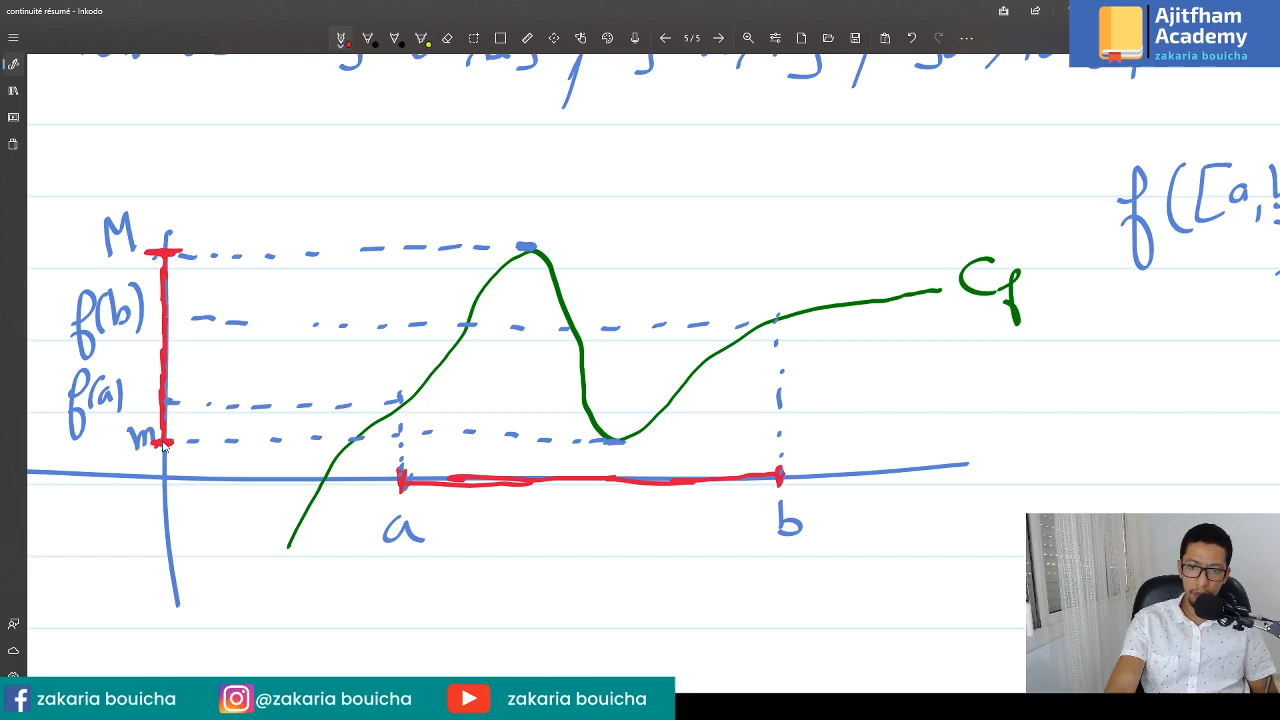 continuité résumé - Inkodo
5/5
Ajitfham
Academy
zakaria bouicha
M
f([a,
f(b)
Cf
f(a)
m
a
b
zakaria bouicha
@zakaria bouicha
zakaria bouicha